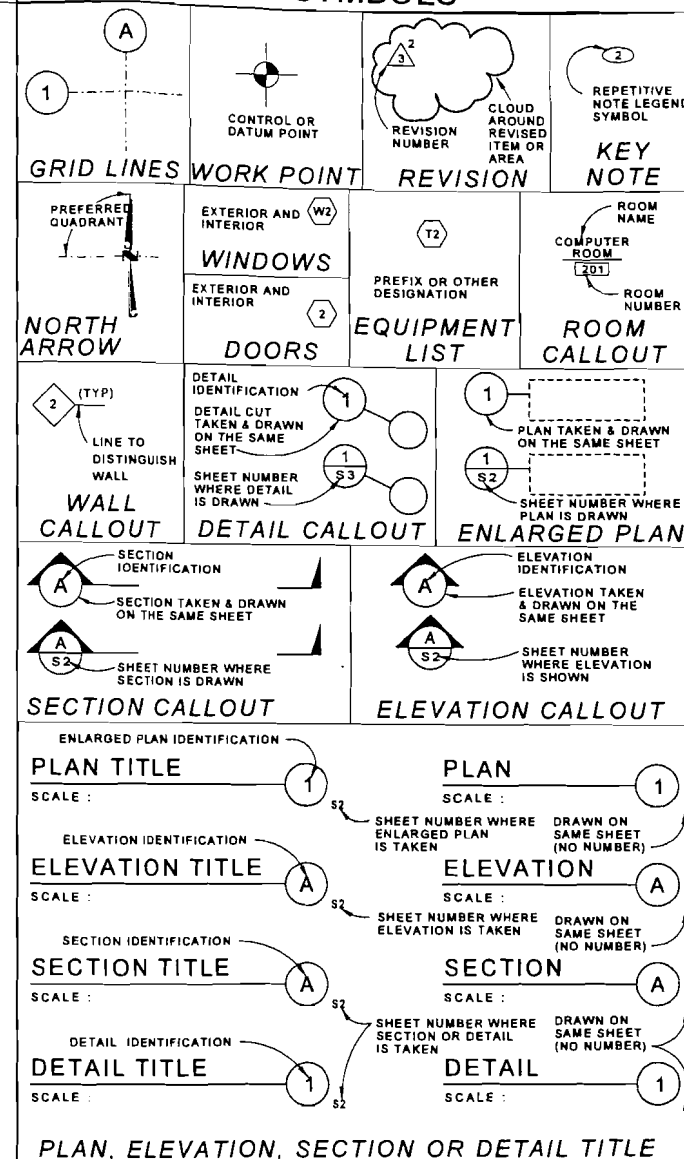 A
1
GRID LINES
CONTROL OR
DATUM POINT
WORK POINT
2
3
REVISION
NUMBER
CLOUD
AROUND
REVISED
ITEM OR
AREA
REVISION
2
REPETITIVE
NOTE LEGEND
SYMBOL
KEY
NOTE
PREFERRED
QUADRANT
NORTH
ARROW
EXTERIOR AND
INTERIOR
W2
WINDOWS
EXTERIOR AND
INTERIOR
2
DOORS
T2
PREFIX OR OTHER
DESIGNATION
EQUIPMENT
LIST
ROOM
NAME
COMPUTER
ROOM
201
ROOM
NUMBER
ROOM
CALLOUT
2
(TYP)
LINE TO
DISTINGUISH
WALL
WALL
CALLOUT
DETAIL
IDENTIFICATION
1
DETAIL CUT
TAKEN & DRAWN
ON THE SAME
SHEET
1
S3
SHEET NUMBER
WHERE DETAIL
IS DRAWN
DETAIL CALLOUT
1
PLAN TAKEN & DRAWN
ON THE SAME SHEET
1
S2
SHEET NUMBER WHERE
PLAN IS DRAWN
ENLARGED PLAN
SECTION
IDENTIFICATION
A
SECTION TAKEN & DRAWN
ON THE SAME SHEET
A
S2
SHEET NUMBER WHERE
SECTION IS DRAWN
SECTION CALLOUT
ELEVATION
IDENTIFICATION
A
ELEVATION TAKEN
& DRAWN ON THE
SAME SHEET
A
S2
SHEET NUMBER
WHERE ELEVATION
IS SHOWN
ELEVATION CALLOUT
ENLARGED PLAN IDENTIFICATION
PLAN TITLE
1
SCALE :
S2
SHEET NUMBER WHERE
ENLARGED PLAN
IS TAKEN
PLAN
1
SCALE :
DRAWN ON
SAME SHEET
(NO NUMBER)
ELEVATION IDENTIFICATION
ELEVATION TITLE
A
SCALE :
S2
SHEET NUMBER WHERE
ELEVATION IS TAKEN
ELEVATION
A
SCALE :
DRAWN ON
SAME SHEET
(NO NUMBER)
SECTION IDENTIFICATION
SECTION TITLE
A
SCALE :
S2
SHEET NUMBER WHERE
SECTION OR DETAIL
IS TAKEN
SECTION
A
SCALE :
DRAWN ON
SAME SHEET
(NO NUMBER)
DETAIL IDENTIFICATION
DETAIL TITLE
1
SCALE :
S2
DETAIL
1
SCALE :
PLAN, ELEVATION, SECTION OR DETAIL TITLE